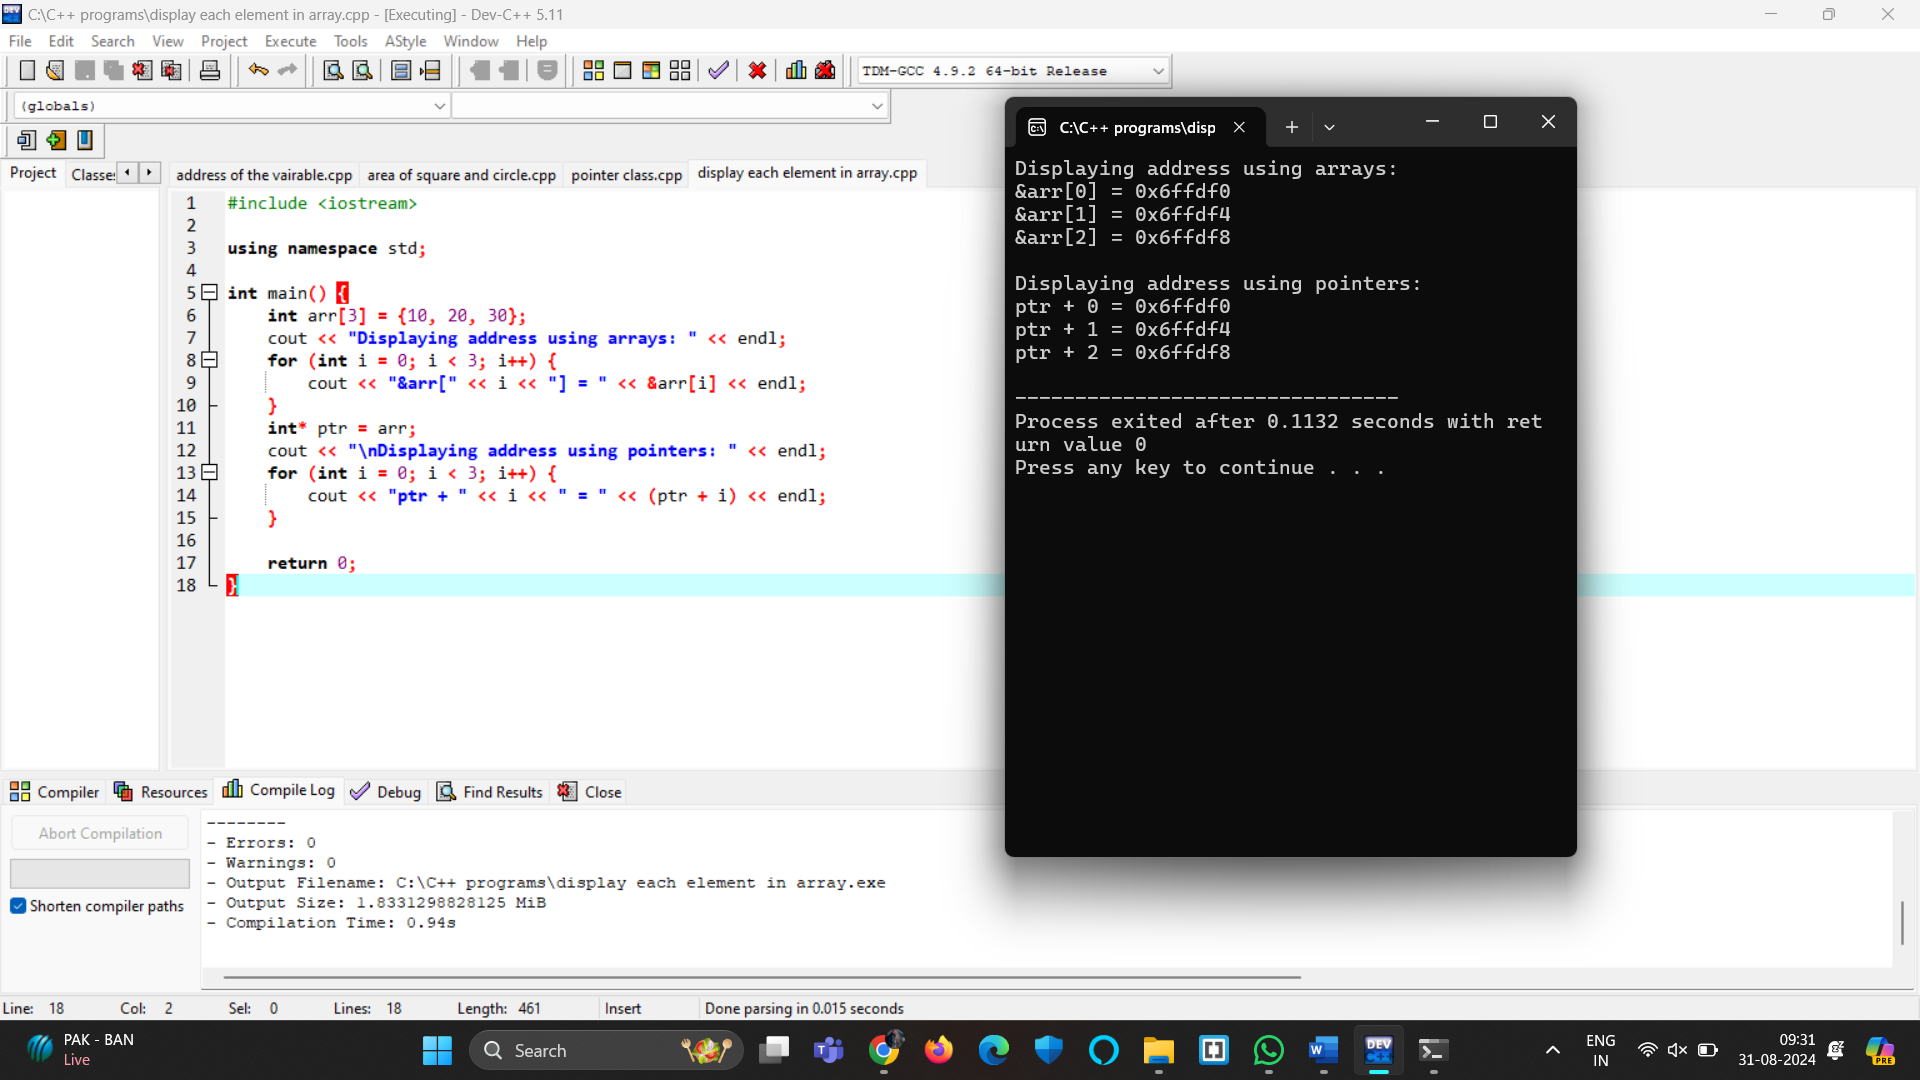 C:\C++ programs\display each element in array.cpp - [Executing] - Dev-C++ 5.11
File Edit Search View Project Execute Tools AStyle Window Help
TDM-GCC 4.9.2 64-bit Release
(globals)
Project Classes
address of the vairable.cpp area of square and circle.cpp pointer class.cpp display each element in array.cpp
1 #include <iostream>
2
3 using namespace std;
4
5 int main() {
6 int arr[3] = {10, 20, 30};
7 cout << "Displaying address using arrays: " << endl;
8 for (int i = 0; i < 3; i++) {
9 cout << "&arr[" << i << "] = " << &arr[i] << endl;
10 }
11 int* ptr = arr;
12 cout << "\nDisplaying address using pointers: " << endl;
13 for (int i = 0; i < 3; i++) {
14 cout << "ptr + " << i << " = " << (ptr + i) << endl;
15 }
16
17 return 0;
18 }
C:\C++ programs\disp
Displaying address using arrays:
&arr[0] = 0x6ffdf0
&arr[1] = 0x6ffdf4
&arr[2] = 0x6ffdf8
Displaying address using pointers:
ptr + 0 = 0x6ffdf0
ptr + 1 = 0x6ffdf4
ptr + 2 = 0x6ffdf8
--------------------------------
Process exited after 0.1132 seconds with ret
urn value 0
Press any key to continue . . .
Compiler Resources Compile Log Debug Find Results Close
Abort Compilation
Shorten compiler paths
--------
- Errors: 0
- Warnings: 0
- Output Filename: C:\C++ programs\display each element in array.exe
- Output Size: 1.8331298828125 MiB
- Compilation Time: 0.94s
Line: 18 Col: 2 Sel: 0 Lines: 18 Length: 461 Insert Done parsing in 0.015 seconds
PAK - BAN
Live
Search
ENG
IN
09:31
31-08-2024